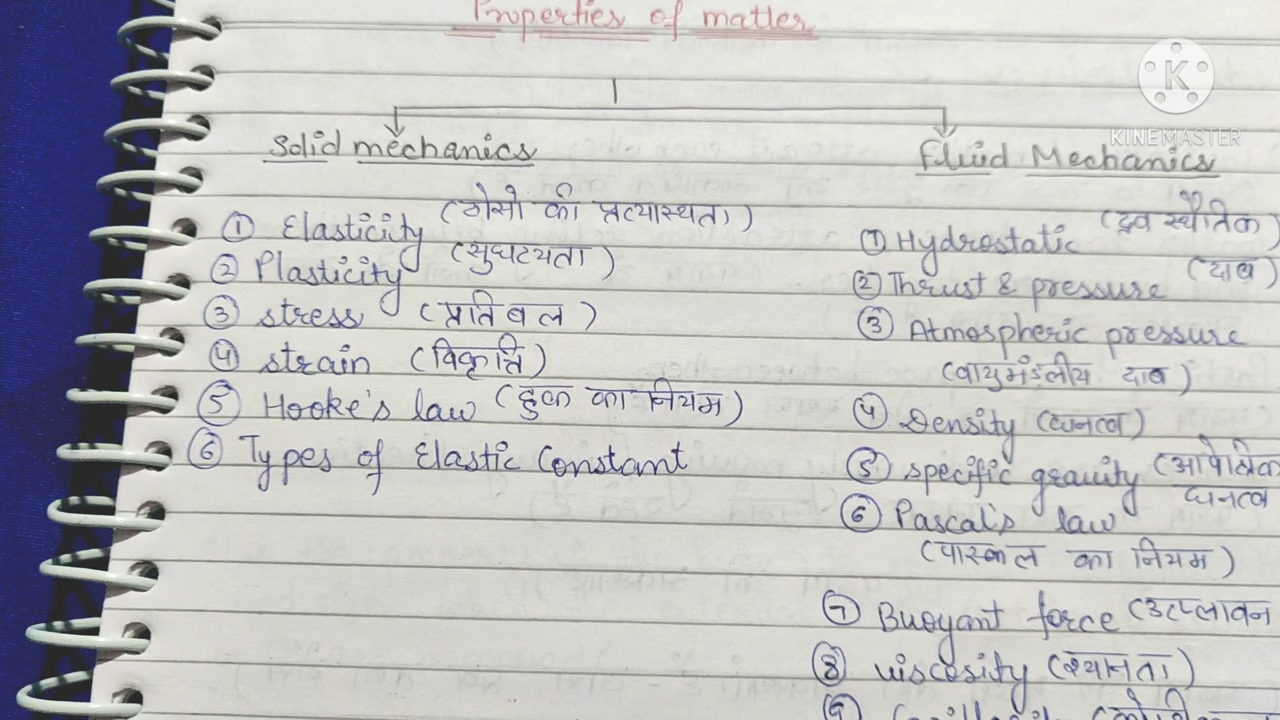 Properties of matter
K
KINEMASTER
Solid mechanics
① Elasticity (ठोसो की प्रत्यास्थता)
② Plasticity (सुघटयता)
③ stress (प्रतिबल)
④ strain (विकृत्ति)
⑤ Hooke's law (हुक का नियम)
⑥ Types of Elastic Constant
Fluid Mechanics
① Hydrostatic (द्रव स्थैतिक)
② Thrust & pressure (दाब)
③ Atmospheric pressure
(वायुमंडलीय दाब)
④ Density (घनत्व)
⑤ specific gravity (आपेक्षिक
घनत्व
⑥ Pascal's law
(पास्कल का नियम)
⑦ Buoyant force (उत्प्लावन
⑧ viscosity (श्यानता)
⑨